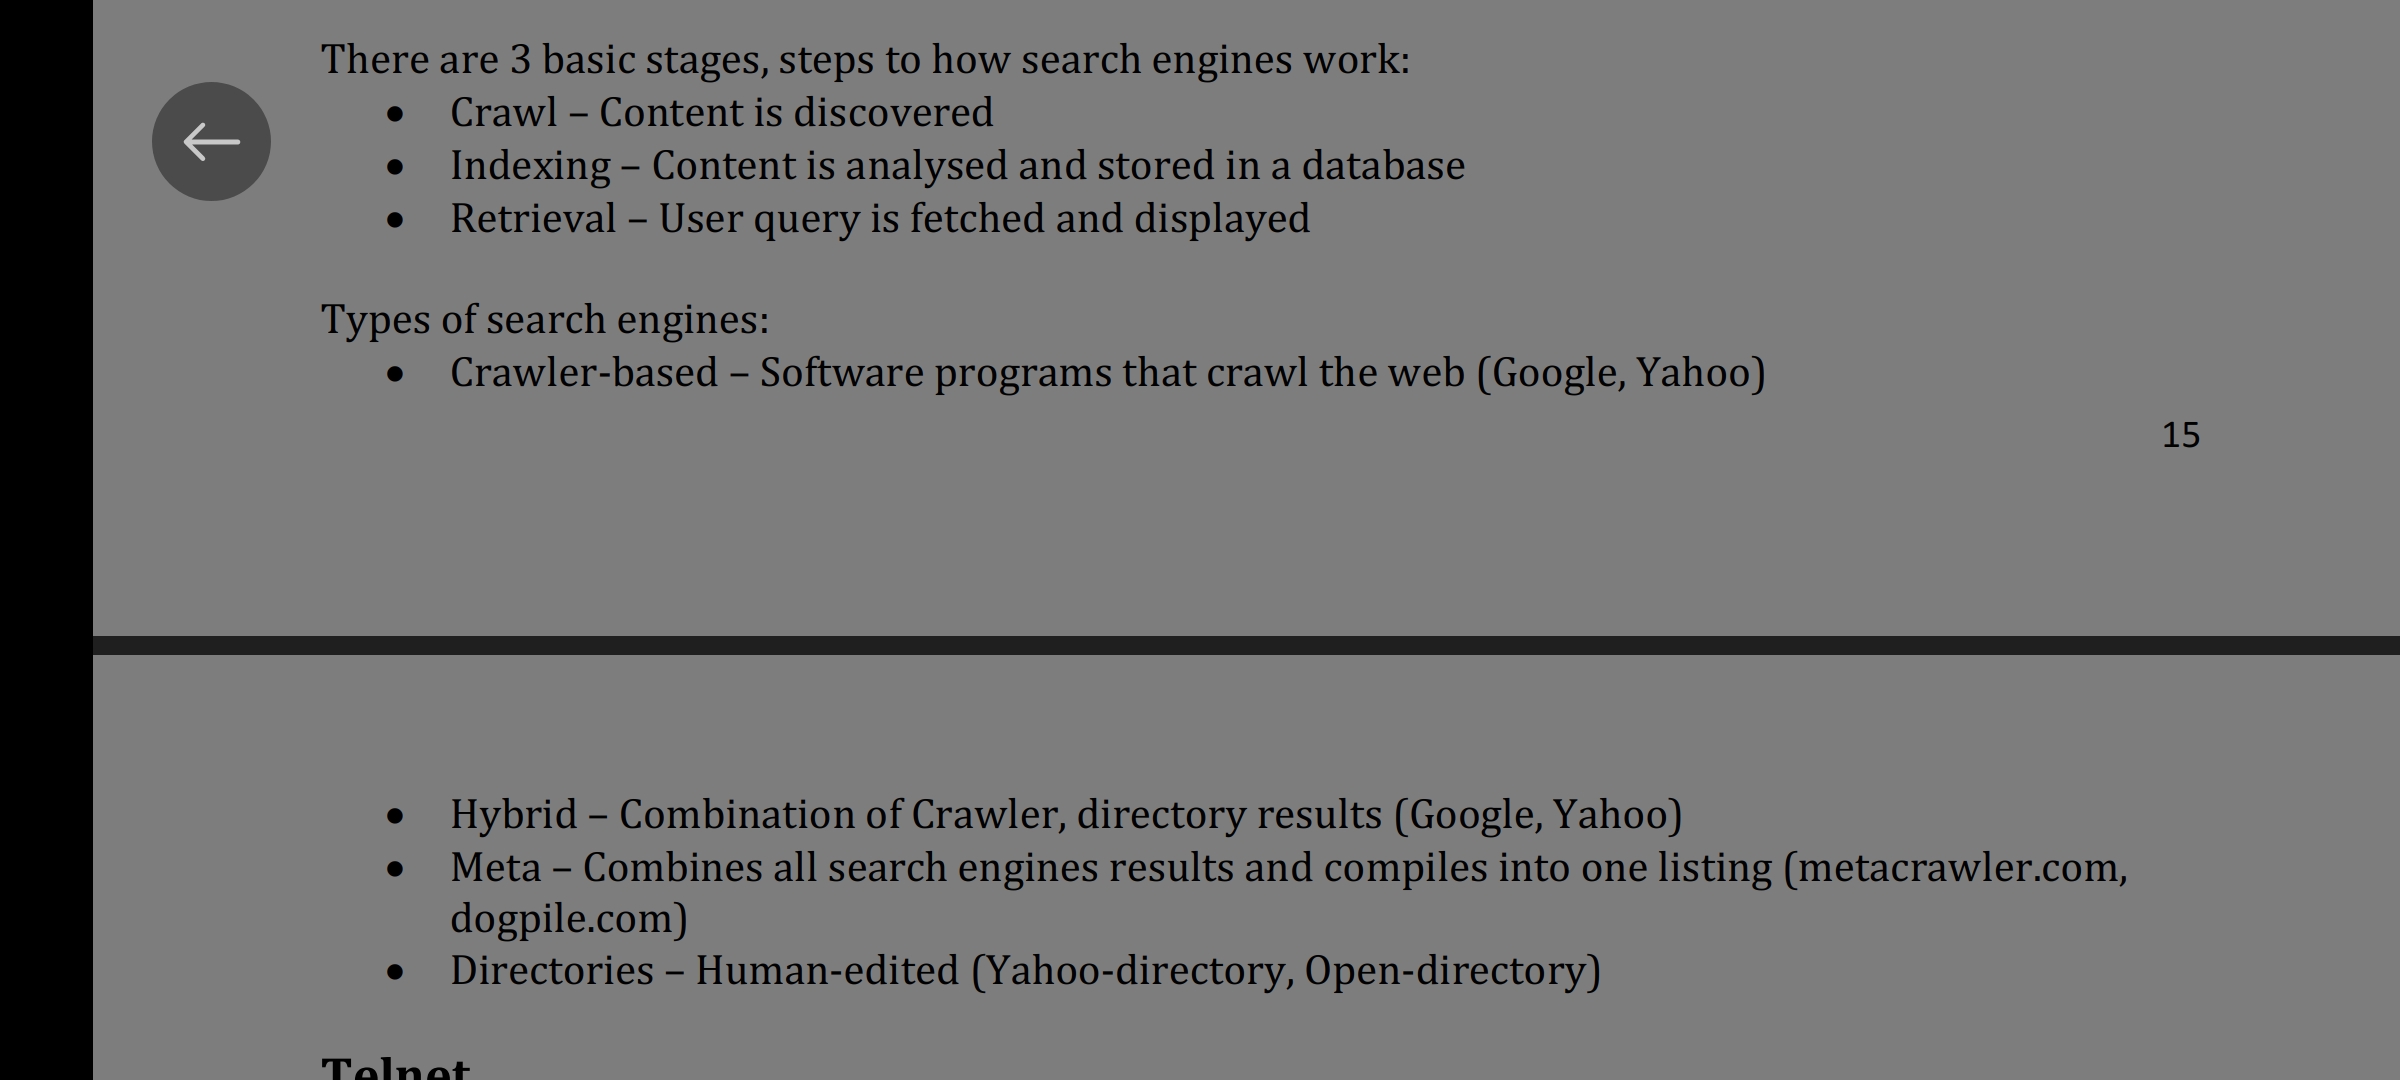 There are 3 basic stages, steps to how search engines work:
• Crawl – Content is discovered
• Indexing – Content is analysed and stored in a database
• Retrieval – User query is fetched and displayed
Types of search engines:
• Crawler-based – Software programs that crawl the web (Google, Yahoo)
15
• Hybrid – Combination of Crawler, directory results (Google, Yahoo)
• Meta – Combines all search engines results and compiles into one listing (metacrawler.com,
dogpile.com)
• Directories – Human-edited (Yahoo-directory, Open-directory)
Telnet